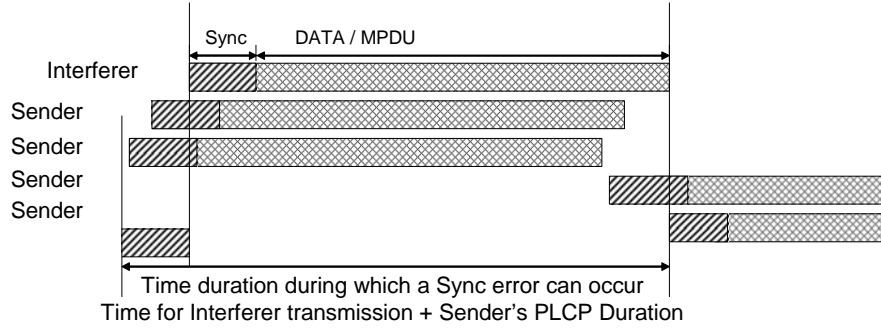 Sync DATA / MPDU
Interferer
Sender
Sender
Sender
Sender
Time duration during which a Sync error can occur
Time for Interferer transmission + Sender's PLCP Duration